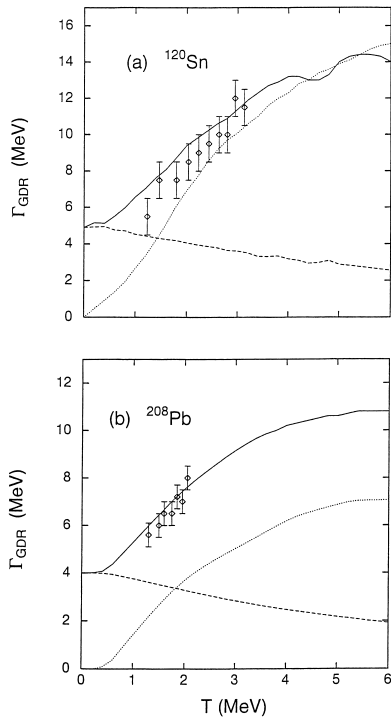 16
14
(a) ¹²⁰Sn
12
10
Γ_GDR (MeV)
8
6
4
2
0
12
(b) ²⁰⁸Pb
10
8
Γ_GDR (MeV)
6
4
2
0
0 1 2 3 4 5 6
T (MeV)